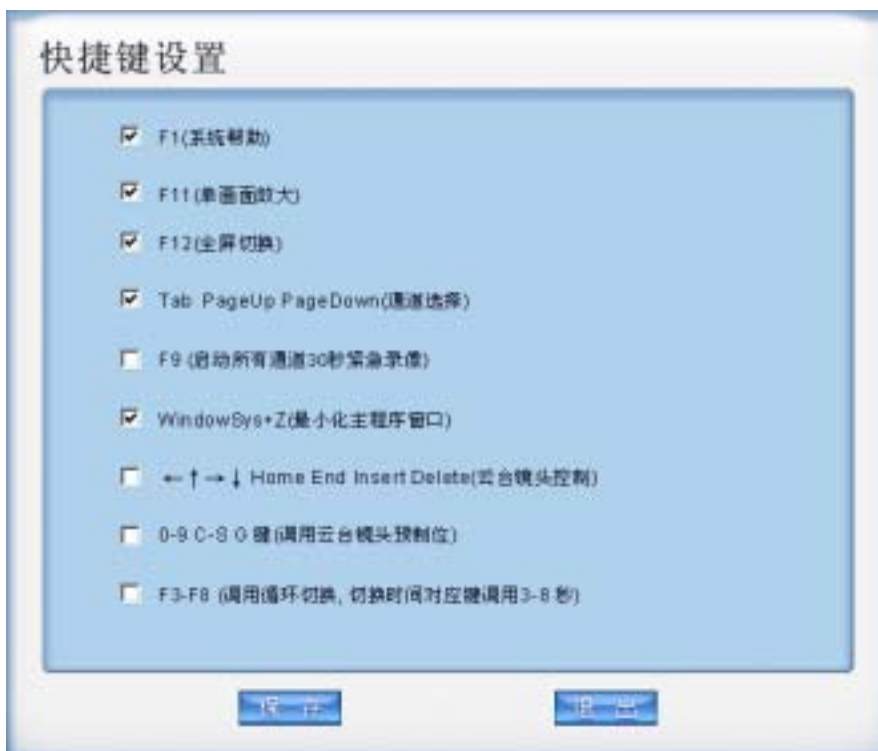 快捷键设置
F1(系统帮助)
F11(单画面放大)
F12(全屏切换)
Tab PageUp PageDown(通道选择)
F9 (启动所有通道30秒紧急录像)
WindowSys+Z(最小化主程序窗口)
←↑→↓ Home End Insert Delete(云台镜头控制)
0-9 C-S G 键(调用云台镜头预制位)
F3-F8 (调用循环切换, 切换时间对应键调用3-8 秒)
保 存
退 出